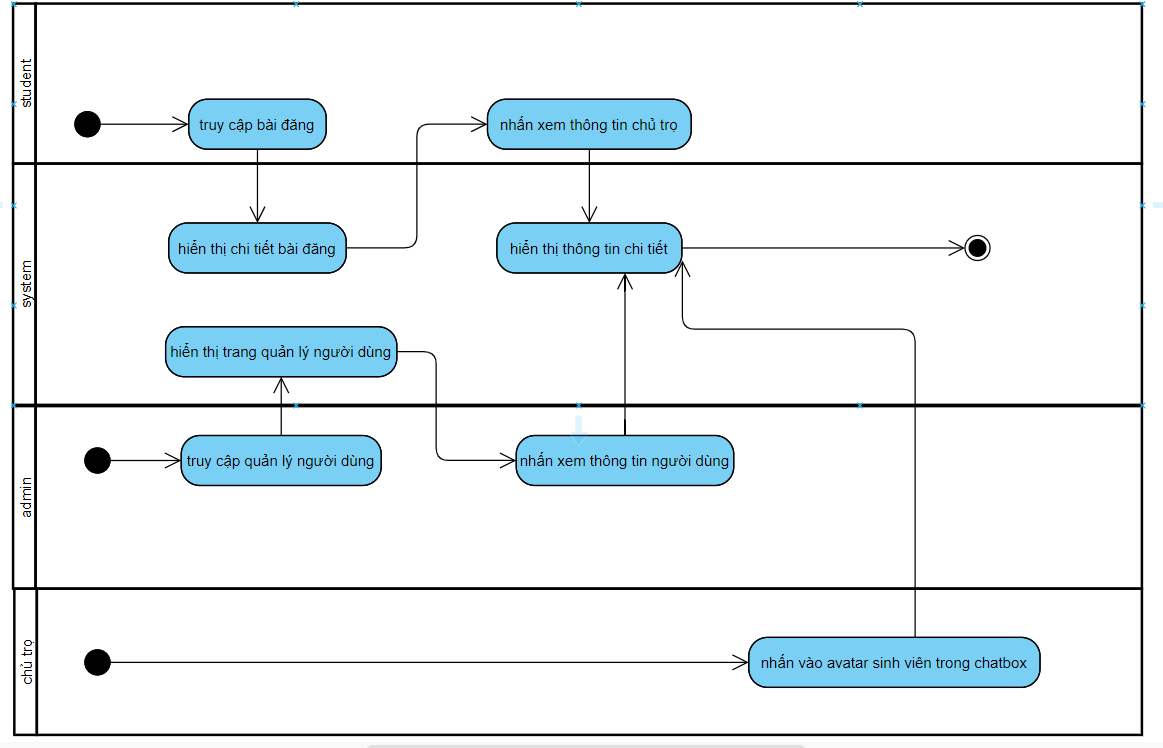 student
truy cập bài đăng
nhấn xem thông tin chủ trọ
system
hiển thị chi tiết bài đăng
hiển thị thông tin chi tiết
hiển thị trang quản lý người dùng
admin
truy cập quản lý người dùng
nhấn xem thông tin người dùng
chủ trọ
nhấn vào avatar sinh viên trong chatbox